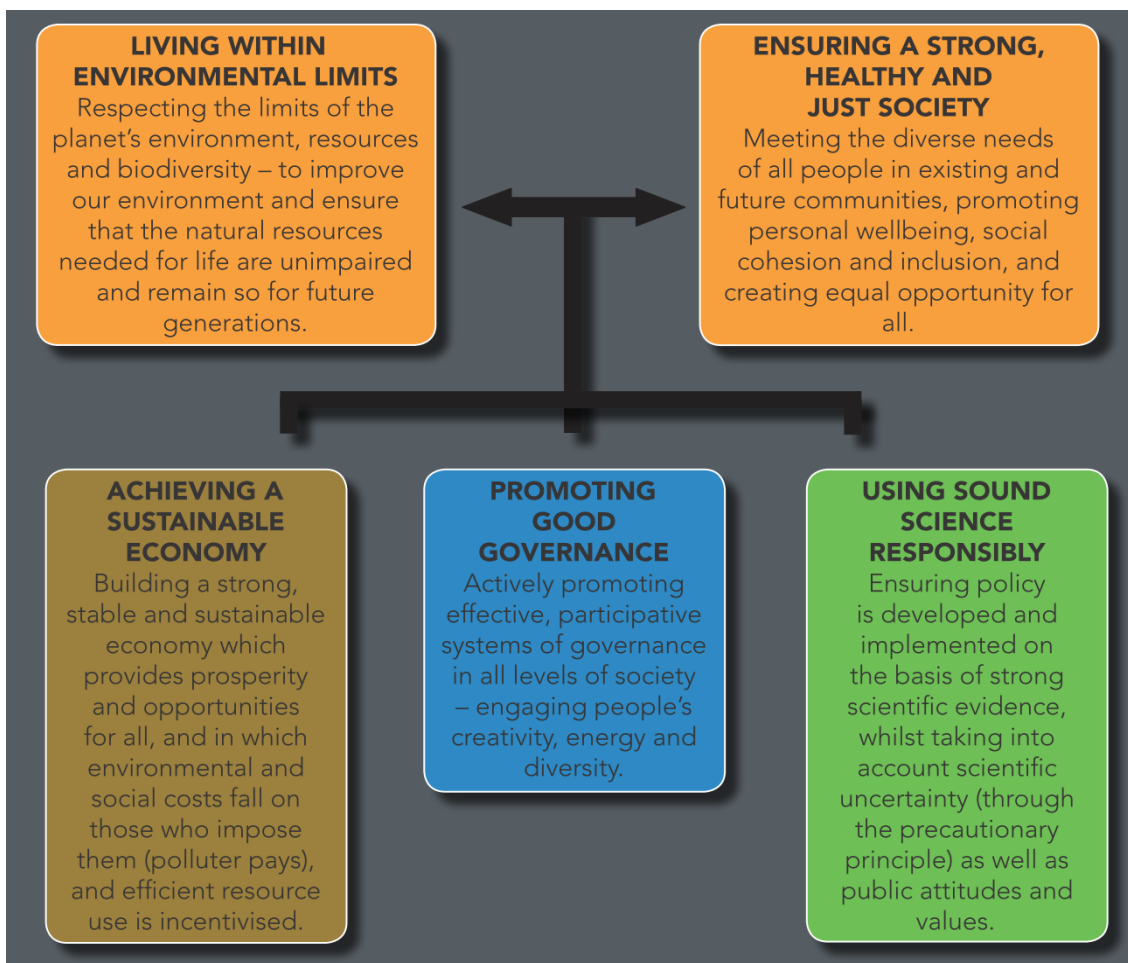 LIVING WITHIN
ENVIRONMENTAL LIMITS
Respecting the limits of the
planet’s environment, resources
and biodiversity – to improve
our environment and ensure
that the natural resources
needed for life are unimpaired
and remain so for future
generations.
ENSURING A STRONG,
HEALTHY AND
JUST SOCIETY
Meeting the diverse needs
of all people in existing and
future communities, promoting
personal wellbeing, social
cohesion and inclusion, and
creating equal opportunity for
all.
ACHIEVING A
SUSTAINABLE
ECONOMY
Building a strong,
stable and sustainable
economy which
provides prosperity
and opportunities
for all, and in which
environmental and
social costs fall on
those who impose
them (polluter pays),
and efficient resource
use is incentivised.
PROMOTING
GOOD
GOVERNANCE
Actively promoting
effective, participative
systems of governance
in all levels of society
– engaging people’s
creativity, energy and
diversity.
USING SOUND
SCIENCE
RESPONSIBLY
Ensuring policy
is developed and
implemented on
the basis of strong
scientific evidence,
whilst taking into
account scientific
uncertainty (through
the precautionary
principle) as well as
public attitudes and
values.